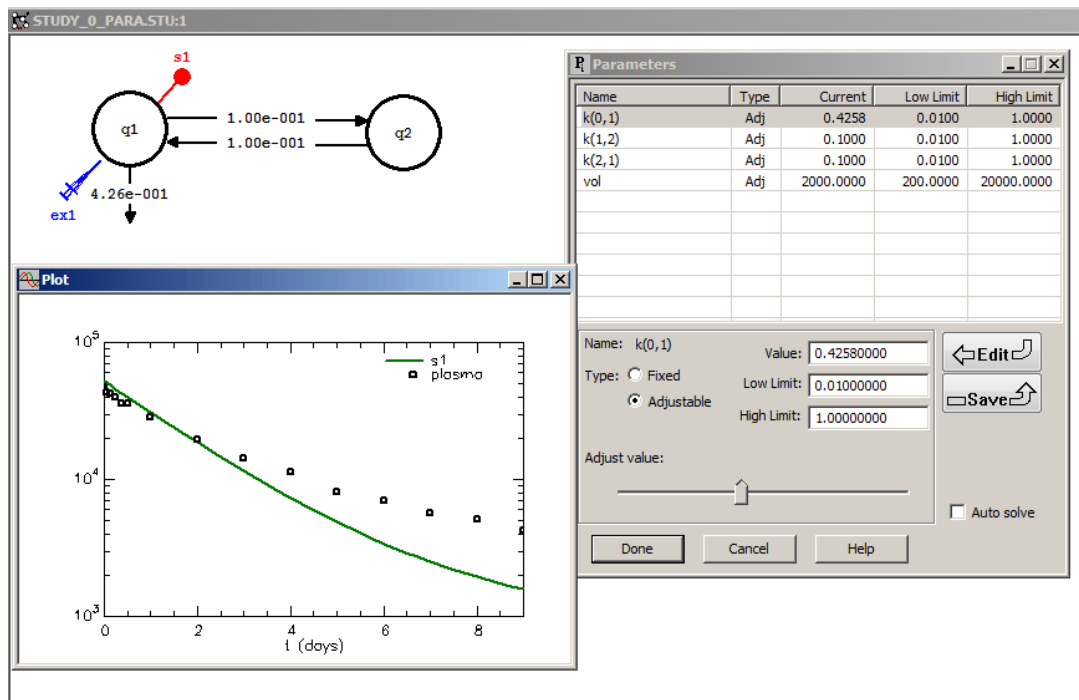 STUDY_0_PARA.STU:1
s1
q1
1.00e-001
1.00e-001
q2
4.26e-001
ex1
Parameters
Name Type Current Low Limit High Limit
k(0,1) Adj 0.4258 0.0100 1.0000
k(1,2) Adj 0.1000 0.0100 1.0000
k(2,1) Adj 0.1000 0.0100 1.0000
vol Adj 2000.0000 200.0000 20000.0000
Name: k(0,1)
Value: 0.42580000
Type: Fixed
Adjustable
Low Limit: 0.01000000
High Limit: 1.00000000
Adjust value:
Edit
Save
Auto solve
Done Cancel Help
Plot
10^5
10^4
10^3
s1
plasma
0 2 4 6 8
t (days)